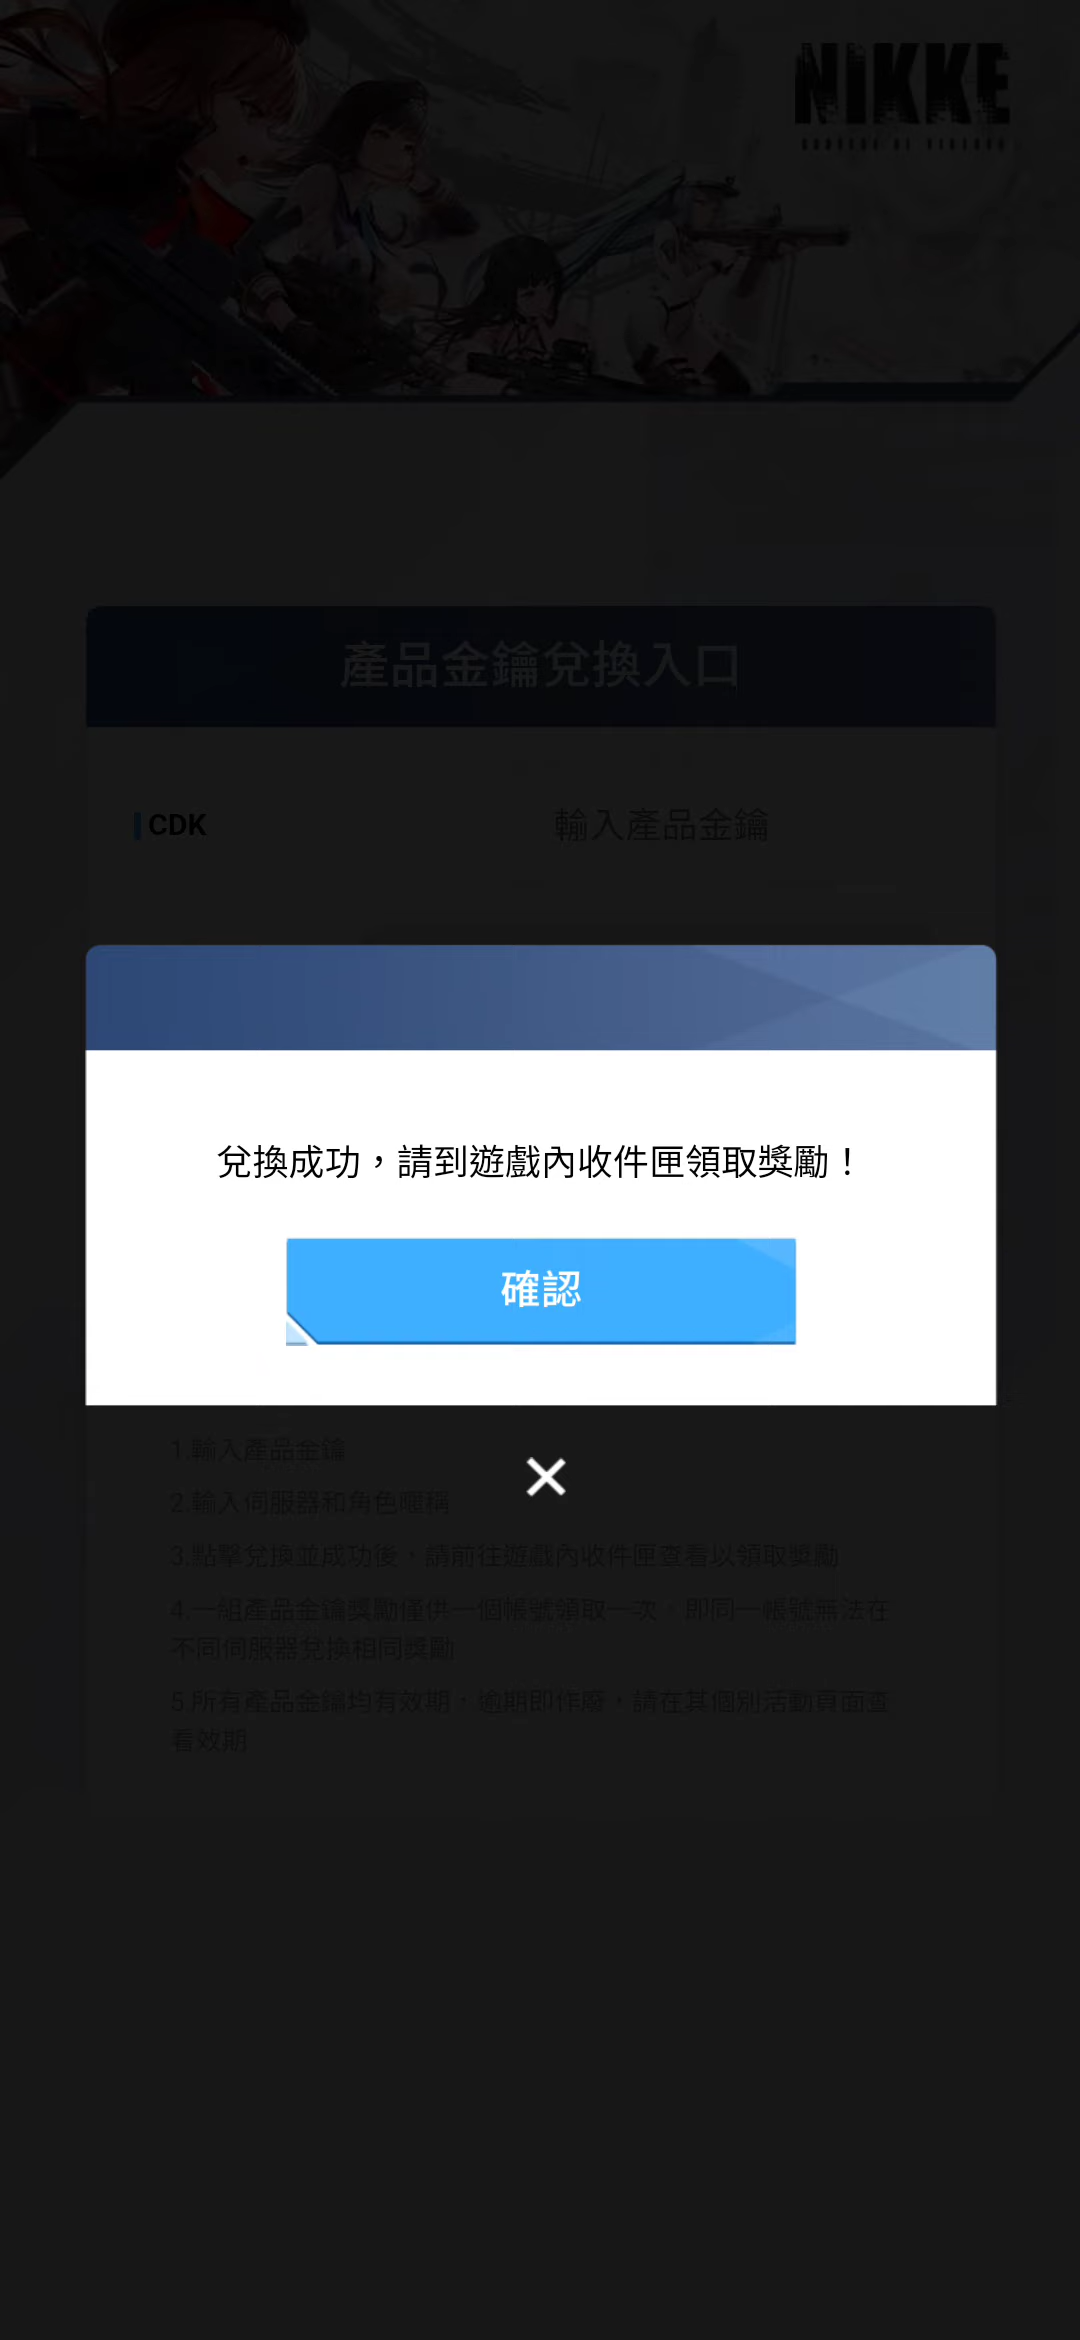 NIKKE
GODDESS OF VICTORY
產品金鑰兌換入口
CDK
輸入產品金鑰
兌換成功，請到遊戲內收件匣領取獎勵！
確認
1.輸入產品金鑰
2.輸入伺服器和角色暱稱
3.點擊兌換並成功後，請前往遊戲內收件匣查看以領取獎勵
4.一組產品金鑰獎勵僅供一個帳號領取一次，即同一帳號無法在
不同伺服器兌換相同獎勵
5.所有產品金鑰均有效期，逾期即作廢，請在其個別活動頁面查
看效期